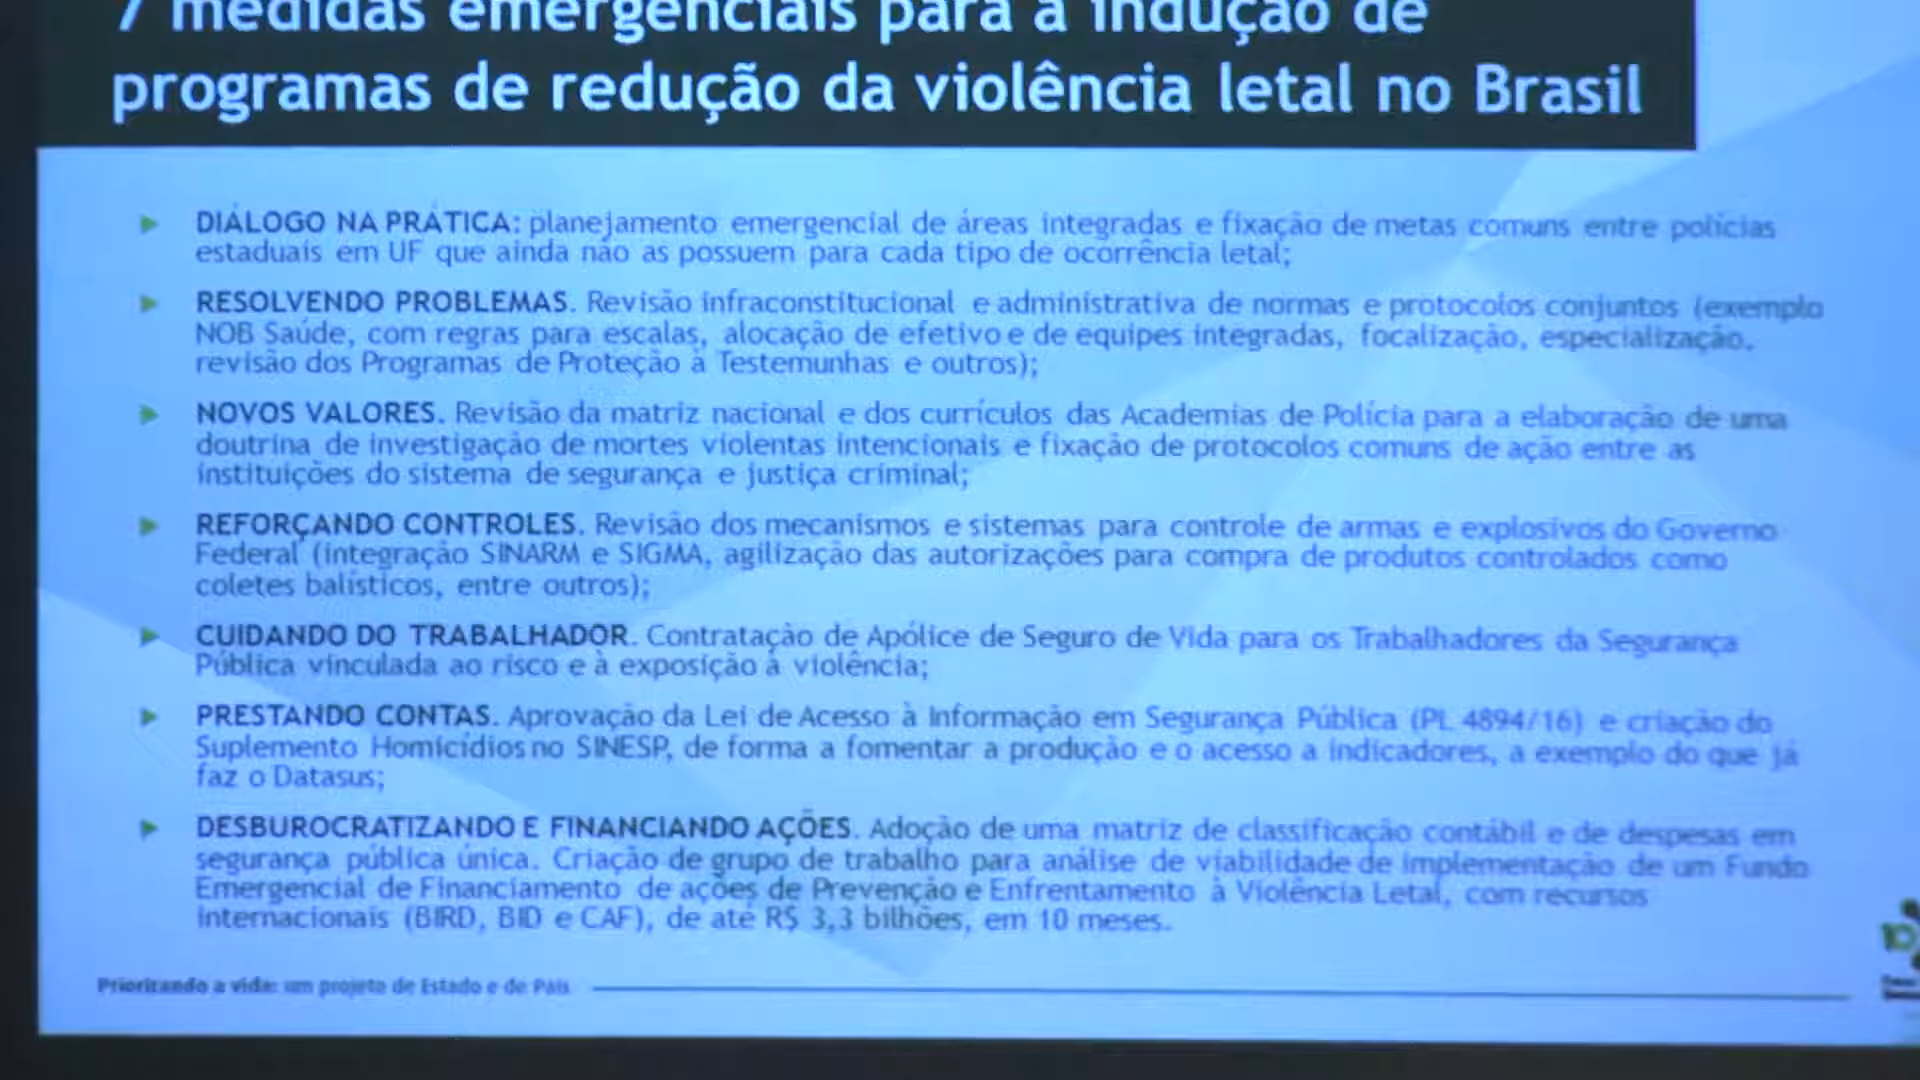 7 medidas emergenciais para a indução de
programas de redução da violência letal no Brasil
DIÁLOGO NA PRÁTICA: planejamento emergencial de áreas integradas e fixação de metas comuns entre polícias
estaduais em UF que ainda não as possuem para cada tipo de ocorrência letal;
RESOLVENDO PROBLEMAS. Revisão infraconstitucional e administrativa de normas e protocolos conjuntos (exemplo
NOB Saúde, com regras para escalas, alocação de efetivo e de equipes integradas, focalização, especialização,
revisão dos Programas de Proteção à Testemunhas e outros);
NOVOS VALORES. Revisão da matriz nacional e dos currículos das Academias de Polícia para a elaboração de uma
doutrina de investigação de mortes violentas intencionais e fixação de protocolos comuns de ação entre as
instituições do sistema de segurança e justiça criminal;
REFORÇANDO CONTROLES. Revisão dos mecanismos e sistemas para controle de armas e explosivos do Governo
Federal (integração SINARM e SIGMA, agilização das autorizações para compra de produtos controlados como
coletes balísticos, entre outros);
CUIDANDO DO TRABALHADOR. Contratação de Apólice de Seguro de Vida para os Trabalhadores da Segurança
Pública vinculada ao risco e à exposição à violência;
PRESTANDO CONTAS. Aprovação da Lei de Acesso à Informação em Segurança Pública (PL 4894/16) e criação do
Suplemento Homicídios no SINESP, de forma a fomentar a produção e o acesso a indicadores, a exemplo do que já
faz o Datasus;
DESBUROCRATIZANDO E FINANCIANDO AÇÕES. Adoção de uma matriz de classificação contábil e de despesas em
segurança pública única. Criação de grupo de trabalho para análise de viabilidade de implementação de um Fundo
Emergencial de Financiamento de ações de Prevenção e Enfrentamento à Violência Letal, com recursos
internacionais (BIRD, BID e CAF), de até R$ 3,3 bilhões, em 10 meses.
Priorizando a vida: um projeto de Estado e de País
10